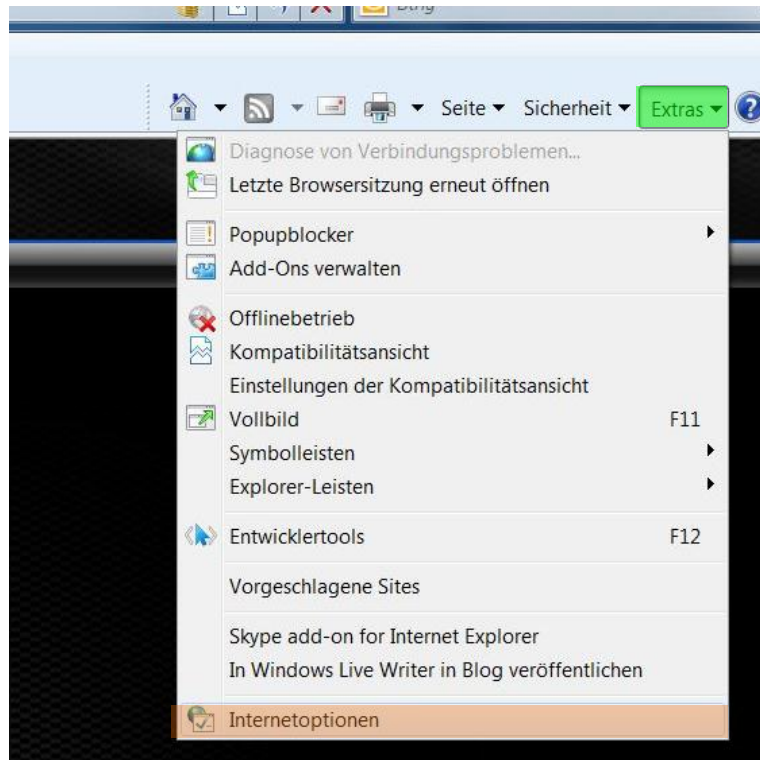 Seite Sicherheit Extras
Diagnose von Verbindungsproblemen...
Letzte Browsersitzung erneut öffnen
Popupblocker
Add-Ons verwalten
Offlinebetrieb
Kompatibilitätsansicht
Einstellungen der Kompatibilitätsansicht
Vollbild F11
Symbolleisten
Explorer-Leisten
Entwicklertools F12
Vorgeschlagene Sites
Skype add-on for Internet Explorer
In Windows Live Writer in Blog veröffentlichen
Internetoptionen